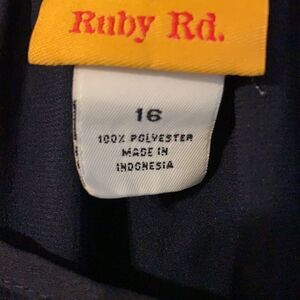 Ruby Rd.
16
100% POLYESTER
MADE IN
INDONESIA